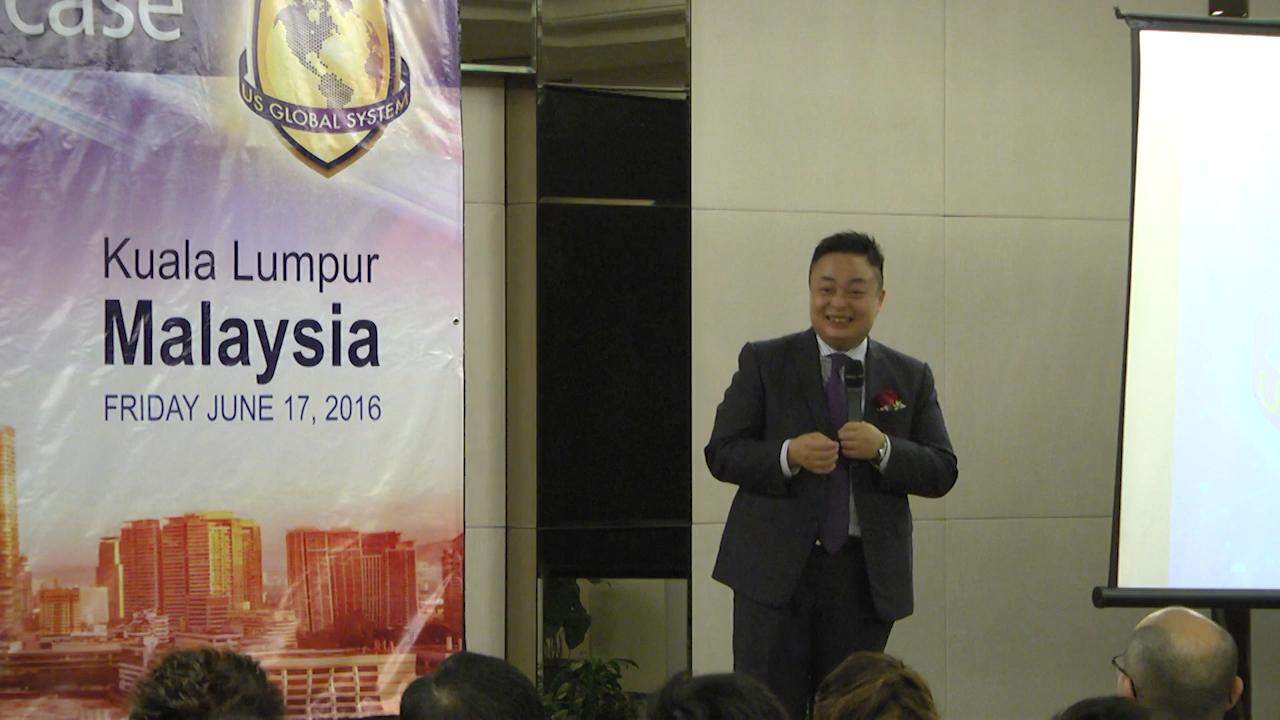 case
US GLOBAL SYSTEM
Kuala Lumpur
Malaysia
FRIDAY JUNE 17, 2016